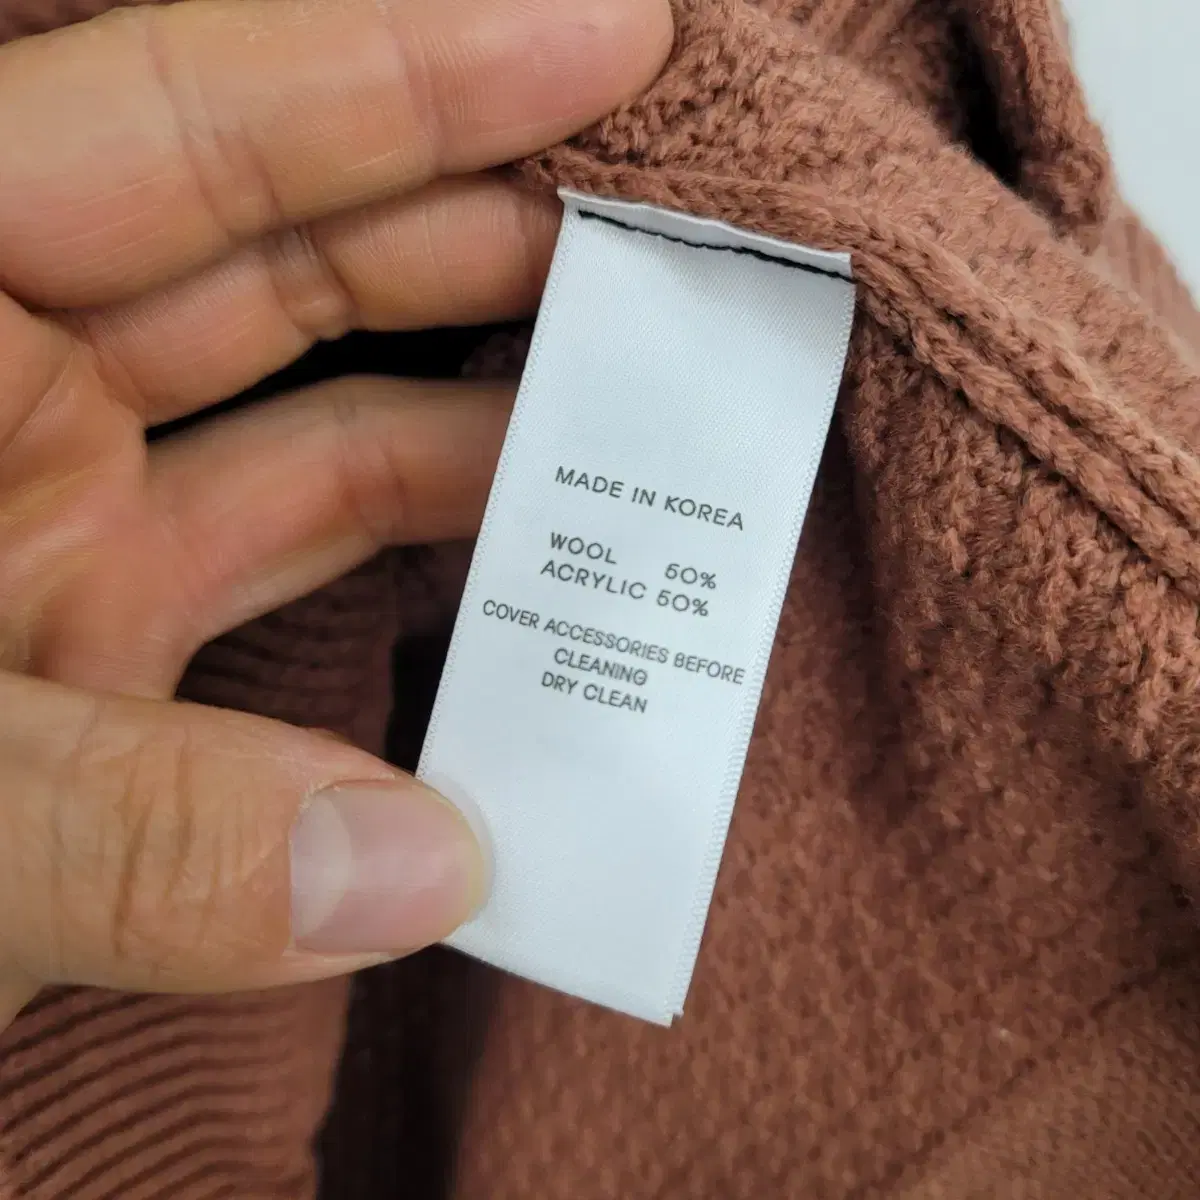 MADE IN KOREA
WOOL 50%
ACRYLIC 50%
COVER ACCESSORIES BEFORE
CLEANING
DRY CLEAN